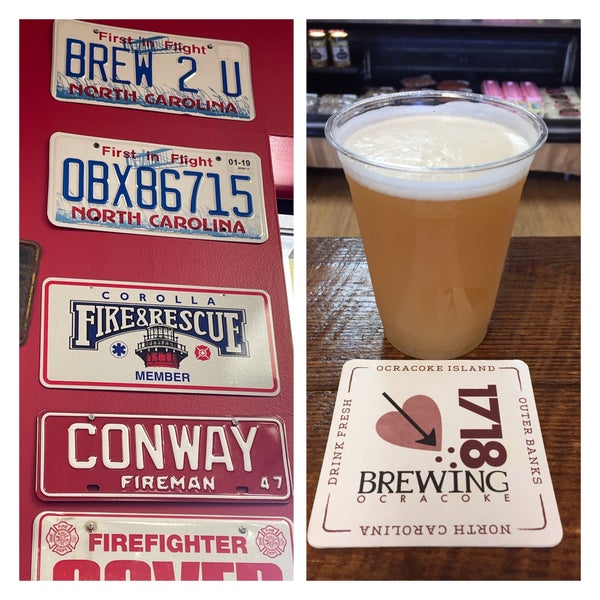 First in Flight
BREW 2 U
NORTH CAROLINA
First in Flight
01-19
OBX86715
NORTH CAROLINA
COROLLA
FIRE&RESCUE
MEMBER
CONWAY
FIREMAN 47
FIREFIGHTER
OCRACOKE ISLAND
DRINK FRESH
1718
OUTER BANKS
BREWING
OCRACOKE
NORTH CAROLINA